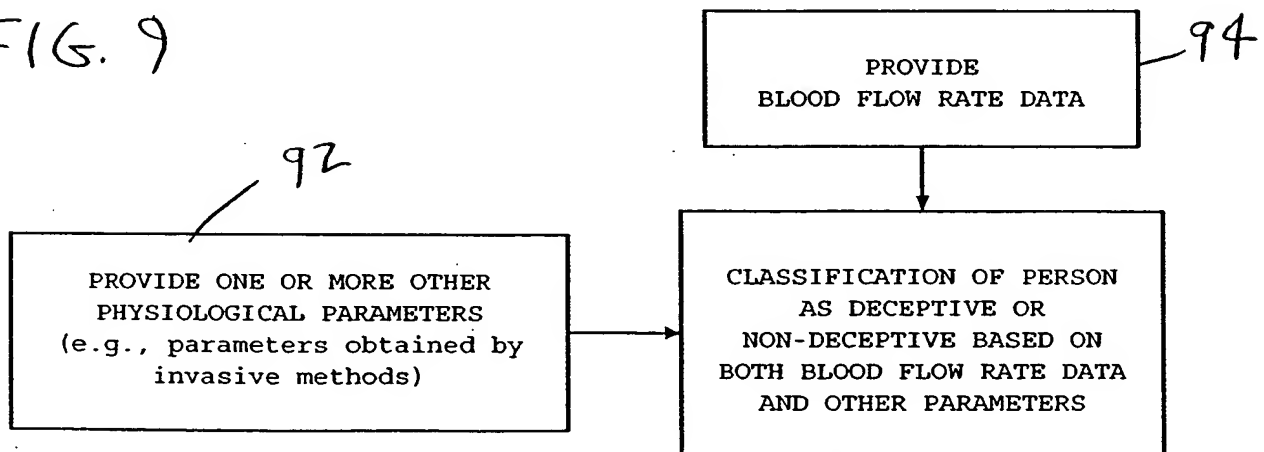 FIG. 9
94
PROVIDE
BLOOD FLOW RATE DATA
92
PROVIDE ONE OR MORE OTHER
PHYSIOLOGICAL PARAMETERS
(e.g., parameters obtained by
invasive methods)
CLASSIFICATION OF PERSON
AS DECEPTIVE OR
NON-DECEPTIVE BASED ON
BOTH BLOOD FLOW RATE DATA
AND OTHER PARAMETERS